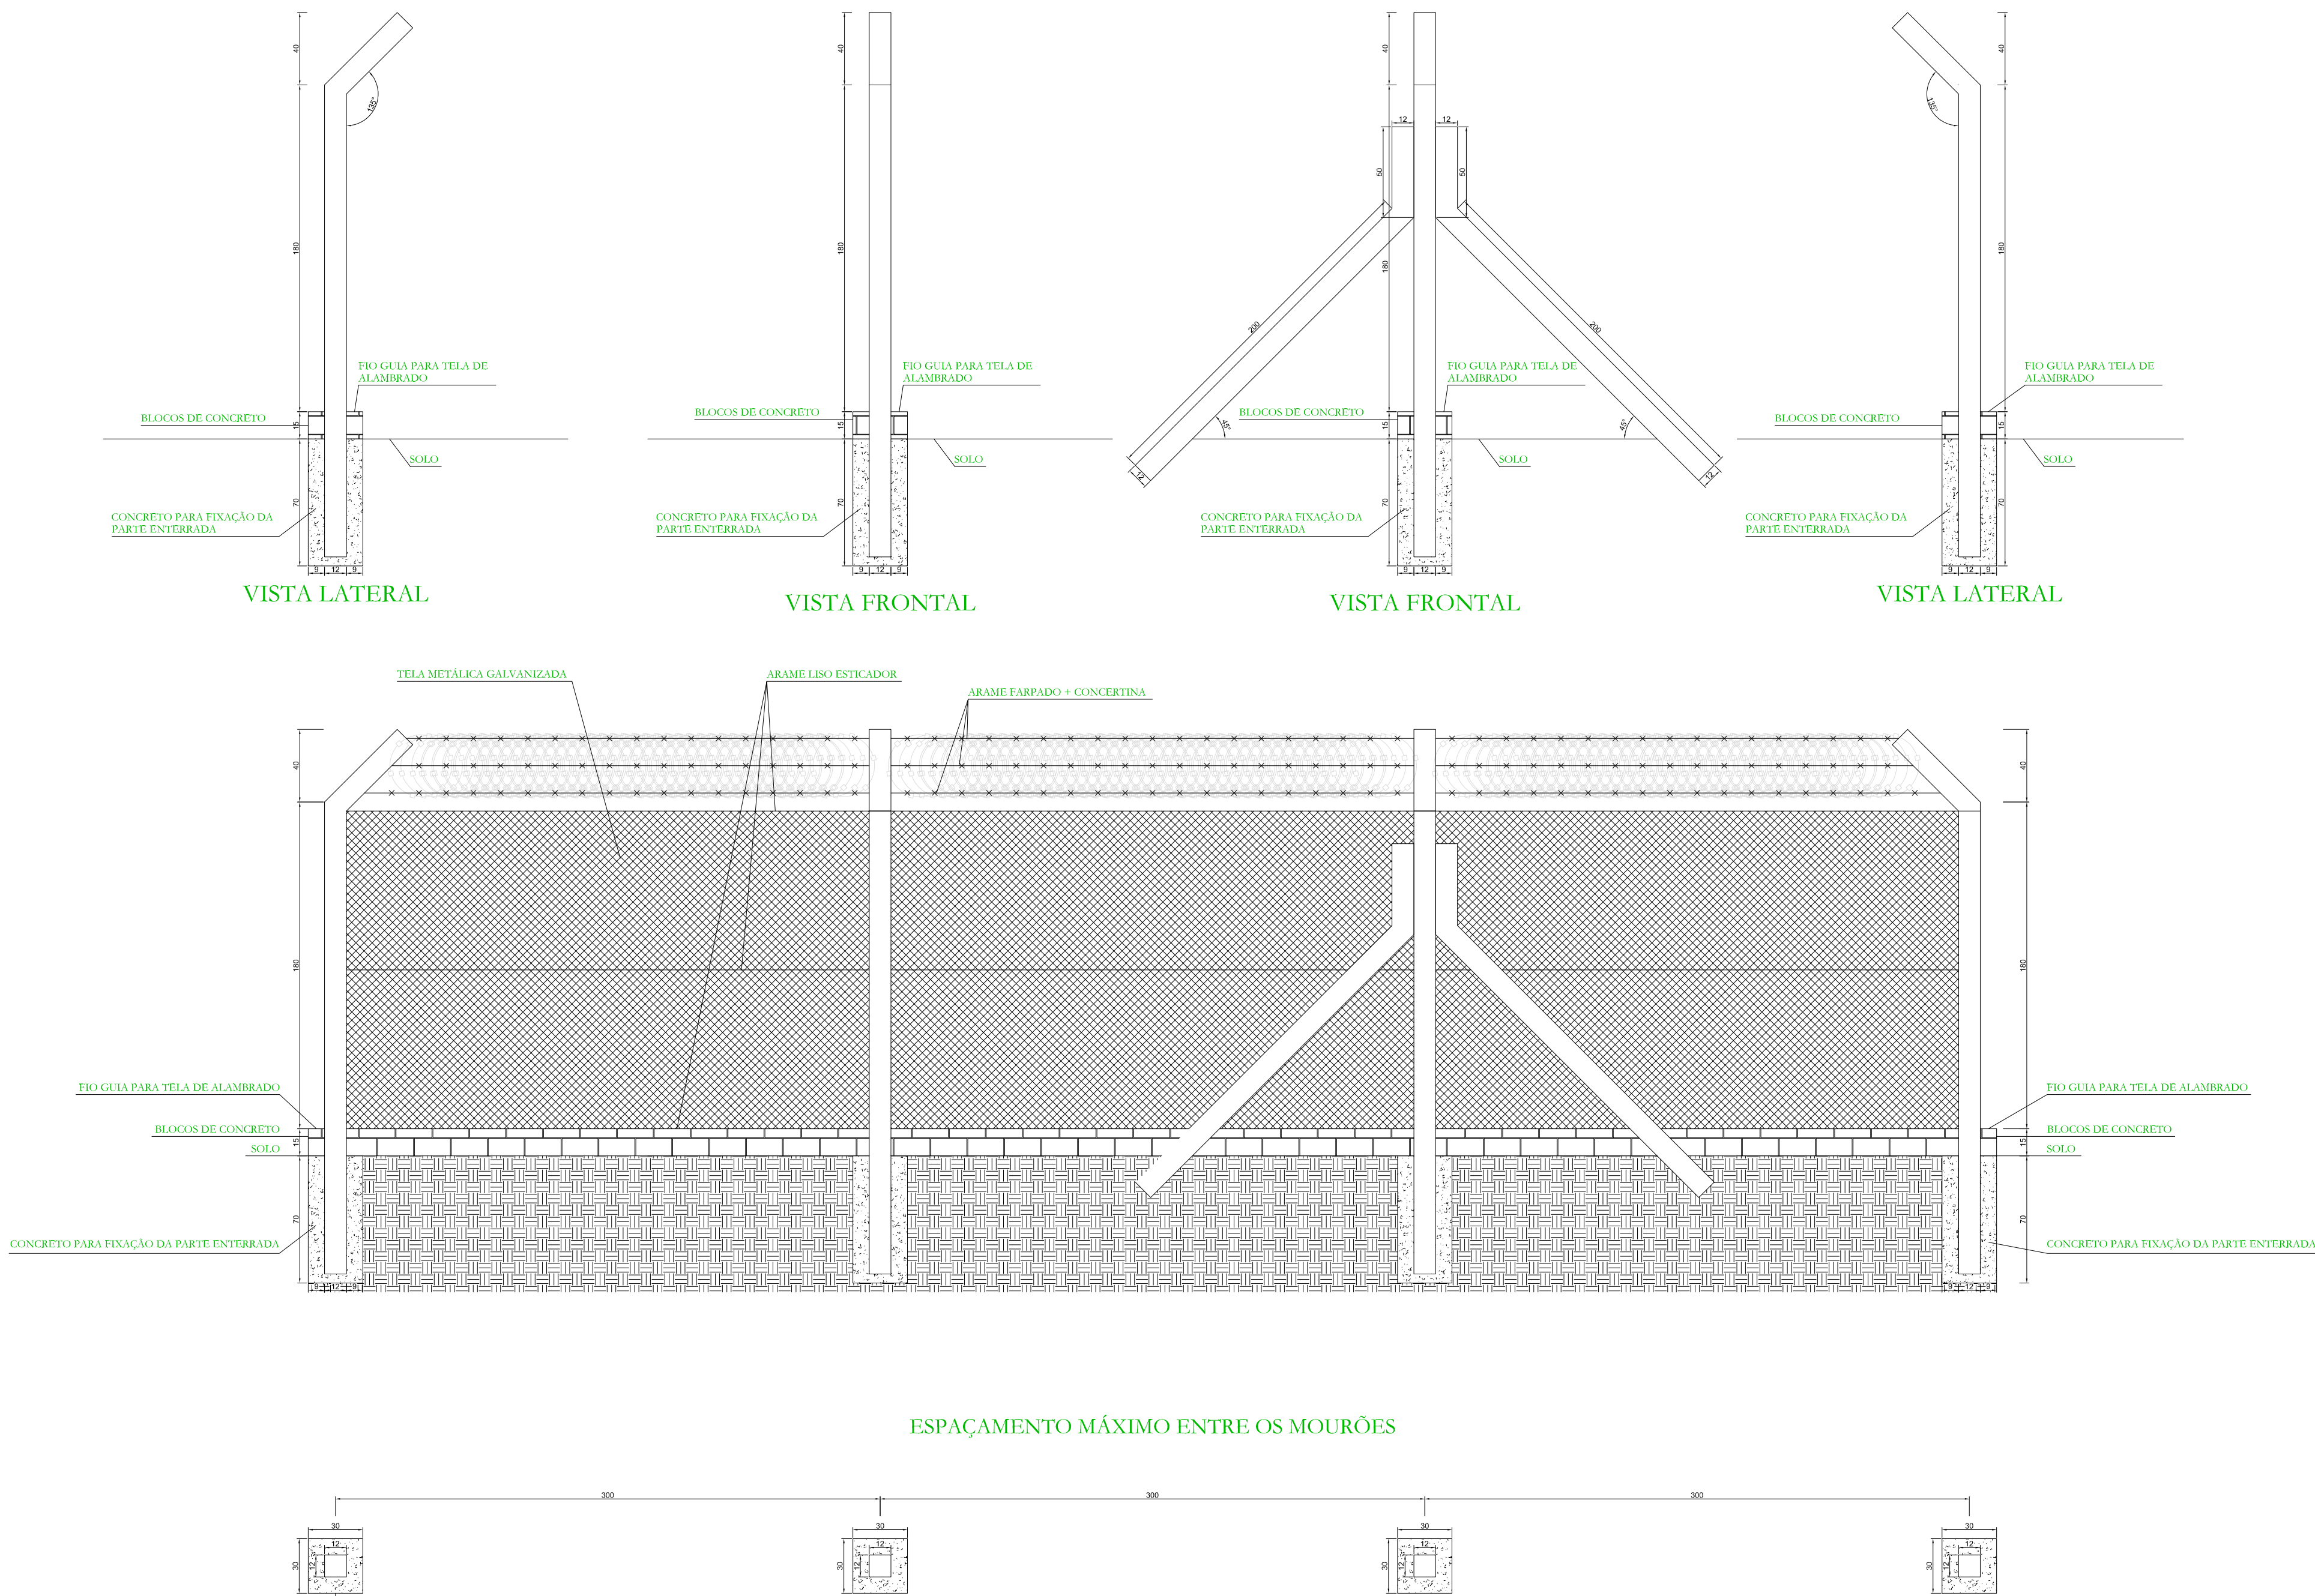 40
135°
180
FIO GUIA PARA TELA DE
ALAMBRADO
BLOCOS DE CONCRETO
15
SOLO
70
CONCRETO PARA FIXAÇÃO DA
PARTE ENTERRADA
9 12 9
VISTA LATERAL
40
180
FIO GUIA PARA TELA DE
ALAMBRADO
BLOCOS DE CONCRETO
15
SOLO
70
CONCRETO PARA FIXAÇÃO DA
PARTE ENTERRADA
9 12 9
VISTA FRONTAL
40
12 12
50 50
180
200 200
FIO GUIA PARA TELA DE
ALAMBRADO
BLOCOS DE CONCRETO
15
45° 45°
SOLO
12 12
70
CONCRETO PARA FIXAÇÃO DA
PARTE ENTERRADA
9 12 9
VISTA FRONTAL
40
135°
180
FIO GUIA PARA TELA DE
ALAMBRADO
BLOCOS DE CONCRETO
15
SOLO
70
CONCRETO PARA FIXAÇÃO DA
PARTE ENTERRADA
9 12 9
VISTA LATERAL
TELA METÁLICA GALVANIZADA
ARAME LISO ESTICADOR
ARAME FARPADO + CONCERTINA
40
40
180
180
FIO GUIA PARA TELA DE ALAMBRADO
FIO GUIA PARA TELA DE ALAMBRADO
BLOCOS DE CONCRETO
BLOCOS DE CONCRETO
15
15
SOLO
SOLO
70
70
CONCRETO PARA FIXAÇÃO DA PARTE ENTERRADA
CONCRETO PARA FIXAÇÃO DA PARTE ENTERRADA
9 12 9
9 12 9
ESPAÇAMENTO MÁXIMO ENTRE OS MOURÕES
300 300 300
30 30 30 30
12 12 12 12
30 12 30 12 30 12 30 12